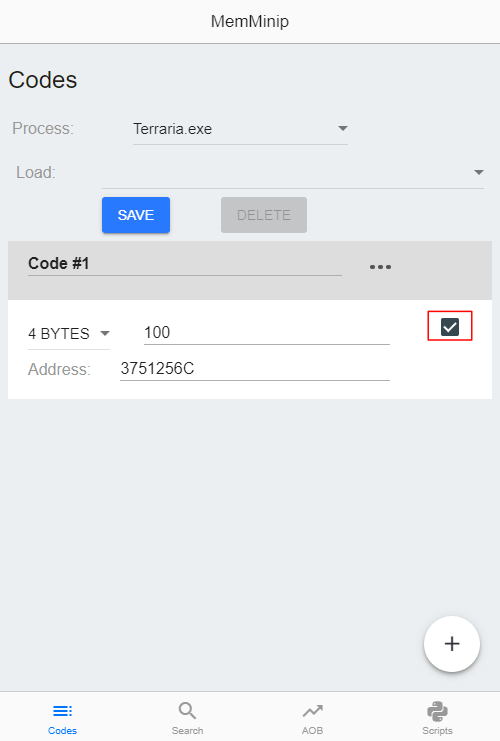 MemMinip
Codes
Process: Terraria.exe
Load:
SAVE DELETE
Code #1
4 BYTES 100
Address: 3751256C
Codes Search AOB Scripts